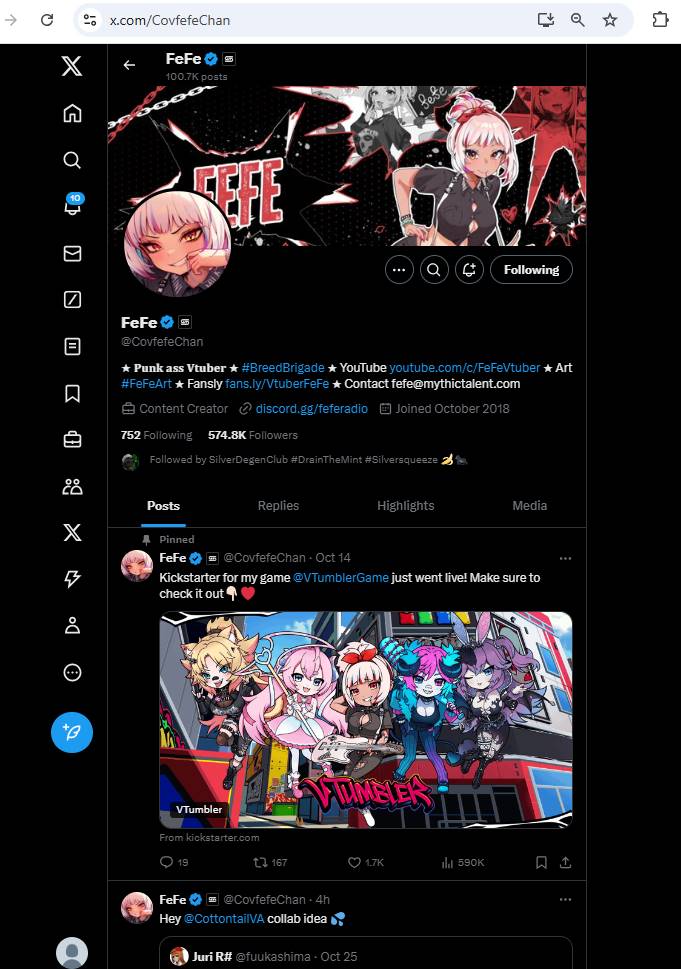 x.com/CovfefeChan
FeFe
100.7K posts
FEFE
10
Following
FeFe
@CovfefeChan
★ Punk ass Vtuber ★ #BreedBrigade ★ YouTube youtube.com/c/FeFeVtuber ★ Art
#FeFeArt ★ Fansly fans.ly/VtuberFeFe ★ Contact fefe@mythictalent.com
Content Creator discord.gg/feferadio Joined October 2018
752 Following 574.8K Followers
Followed by SilverDegenClub #DrainTheMint #Silversqueeze 🍌🦍
Posts Replies Highlights Media
Pinned
FeFe @CovfefeChan · Oct 14
Kickstarter for my game @VTumblerGame just went live! Make sure to
check it out👇🏻❤️
VTUMBLER
VTumbler
From kickstarter.com
19 167 1.7K 590K
FeFe @CovfefeChan · 4h
Hey @CottontailVA collab idea 💦
Juri R# @fuukashima · Oct 25